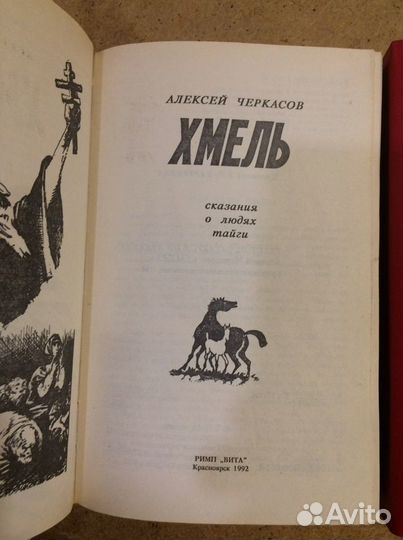 АЛЕКСЕЙ ЧЕРКАСОВ
ХМЕЛЬ
сказания
о людях
тайги
РИМП „ВИТА"
Красноярск 1992
Avito